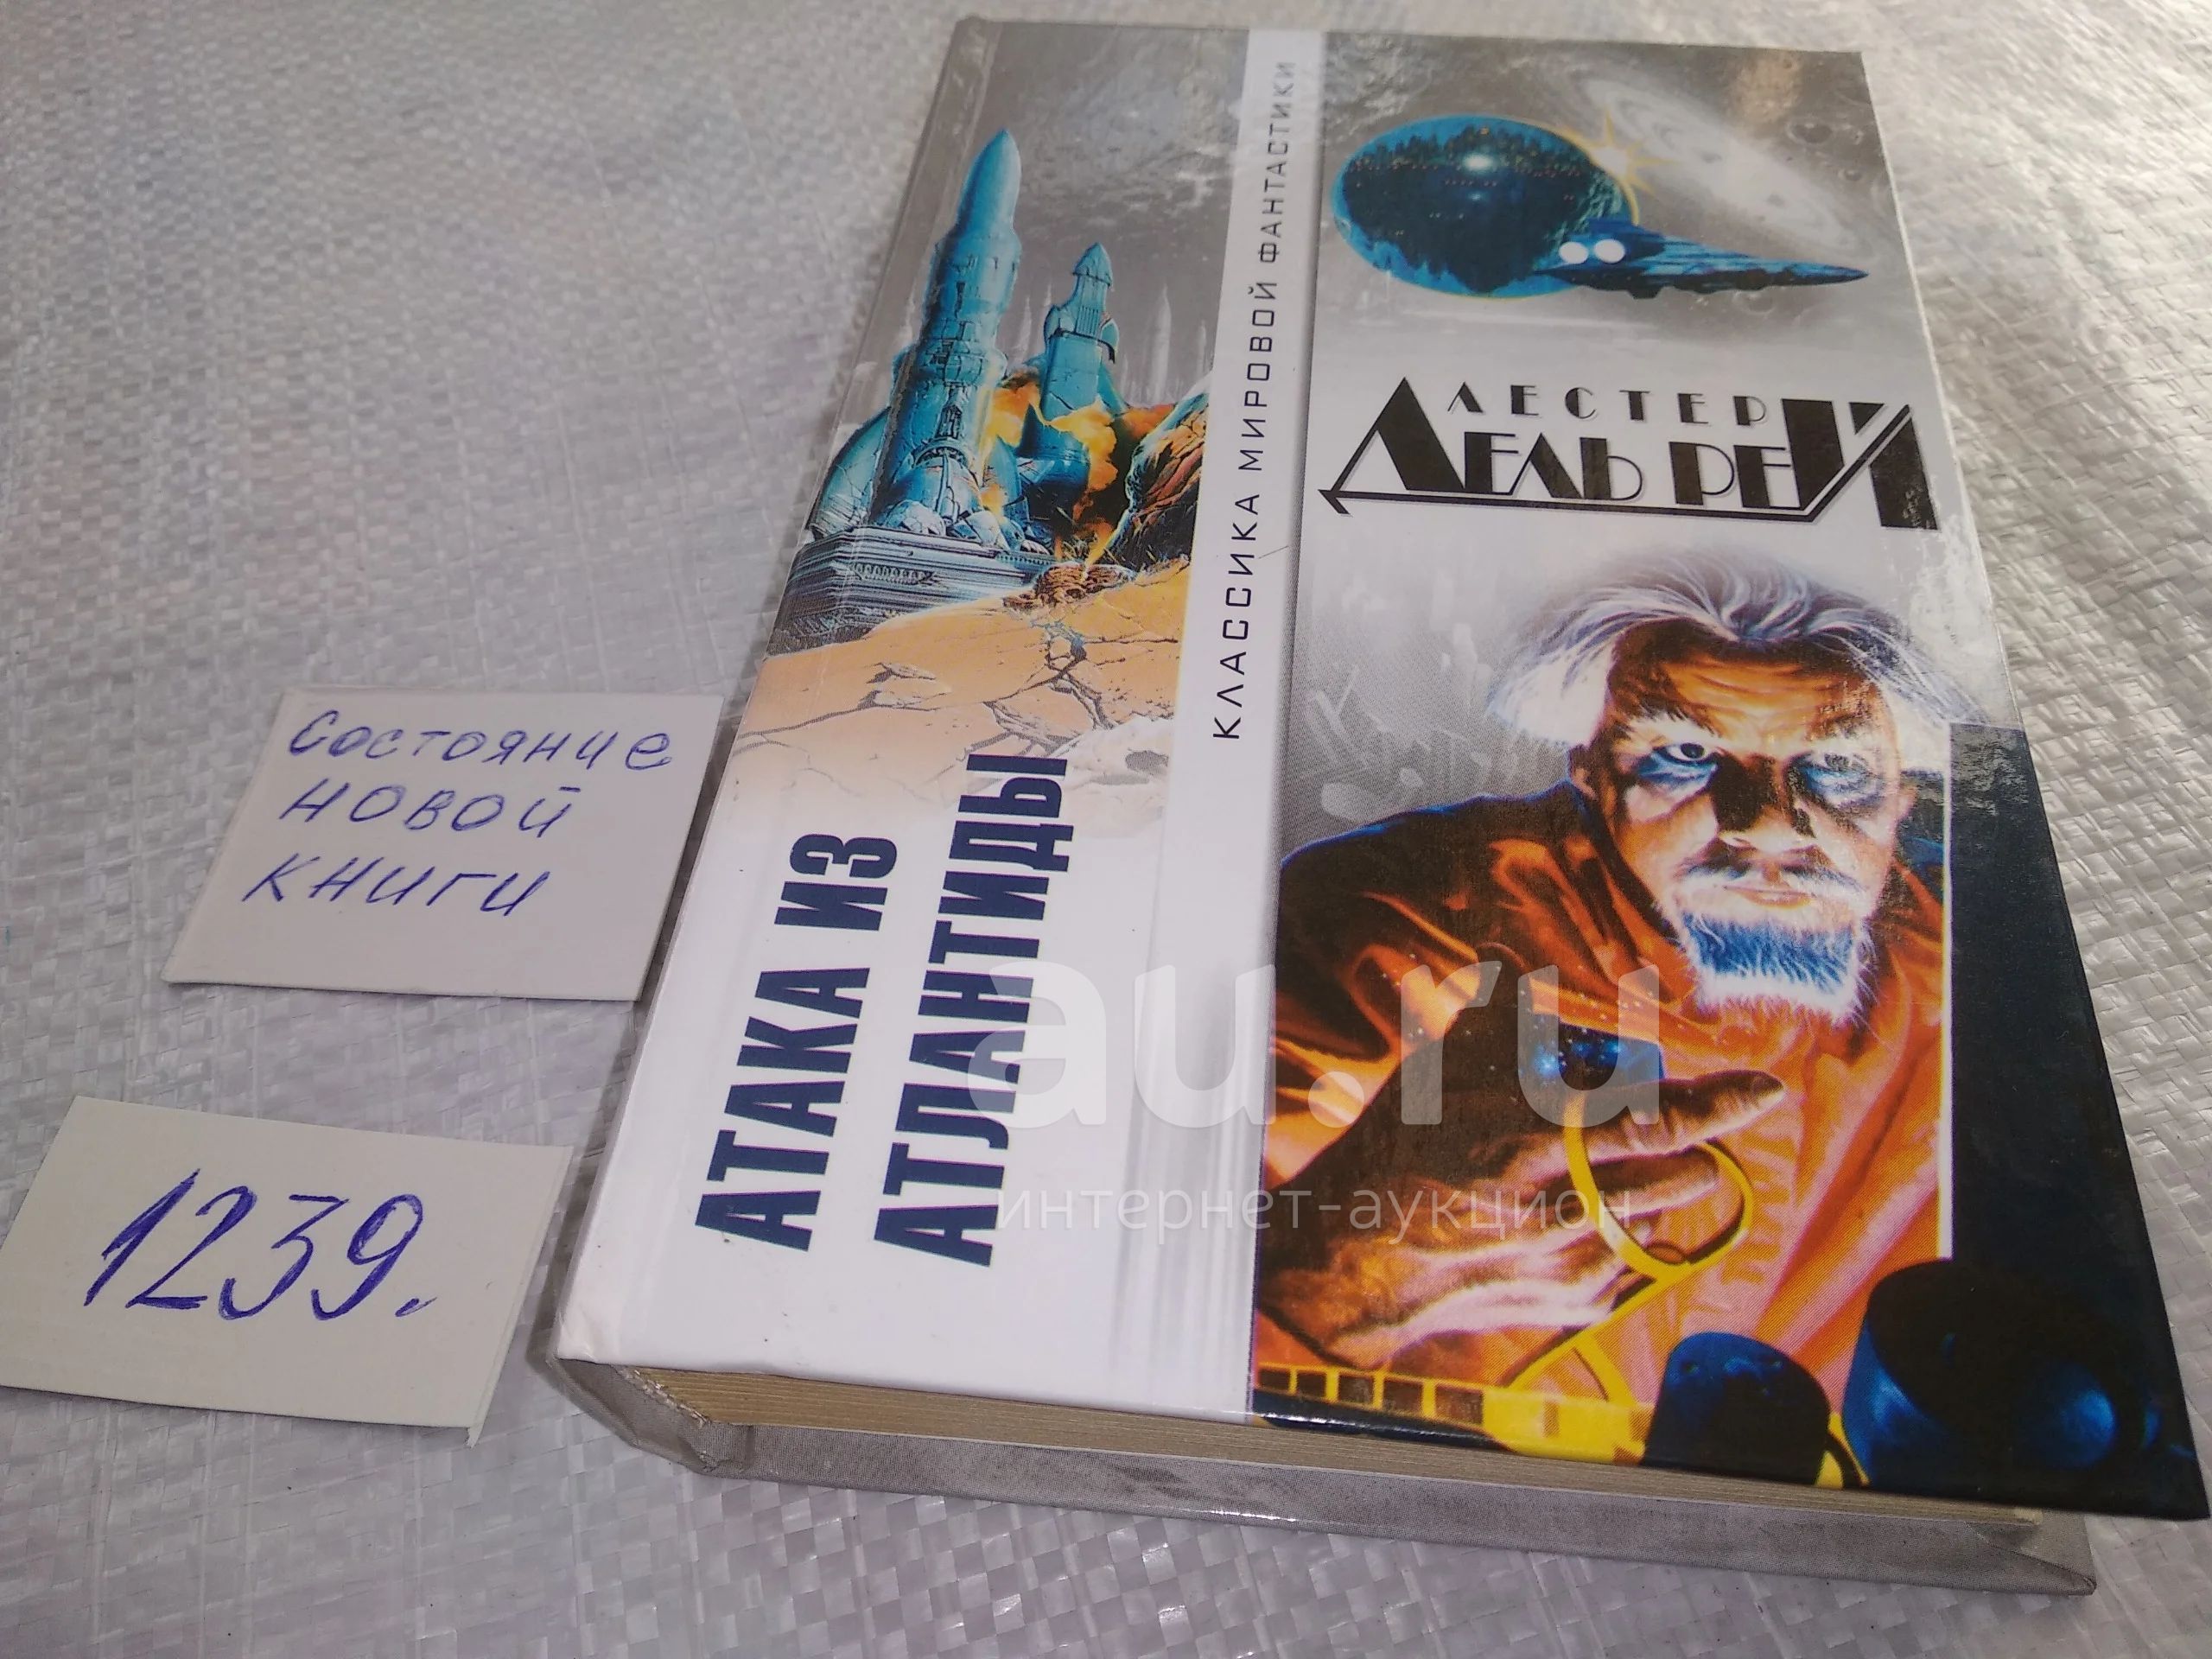 КЛАССИКА МИРОВОЙ ФАНТАСТИКИ
ЛЕСТЕР
ДЕЛЬ РЕЙ
АТАКА ИЗ
АТЛАНТИДЫ
Состояние
новой
книги
1239.
au.ru
интернет-аукцион